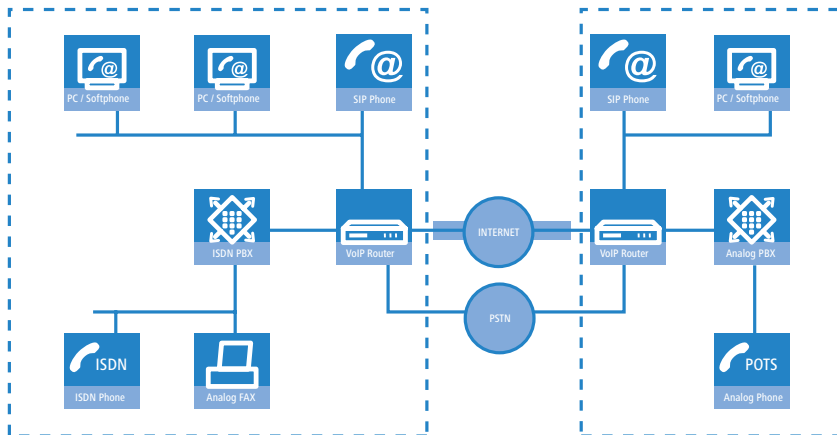 @
@
@
@
@
PC / Softphone
PC / Softphone
SIP Phone
SIP Phone
PC / Softphone
INTERNET
ISDN PBX
VoIP Router
VoIP Router
Analog PBX
PSTN
ISDN
POTS
ISDN Phone
Analog FAX
Analog Phone